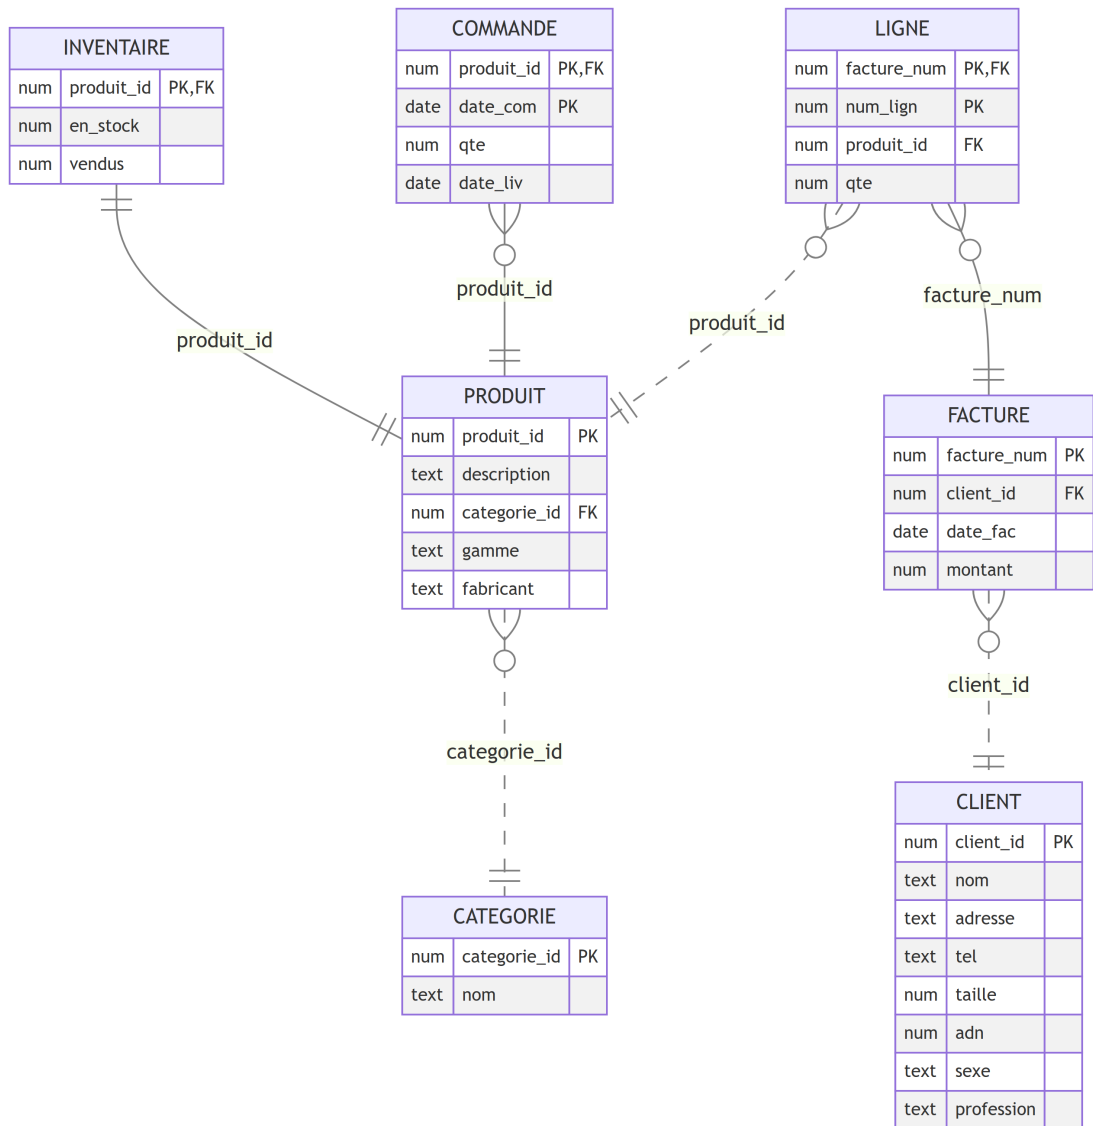 INVENTAIRE
num produit_id PK,FK
num en_stock
num vendus
COMMANDE
num produit_id PK,FK
date date_com PK
num qte
date date_liv
LIGNE
num facture_num PK,FK
num num_lign PK
num produit_id FK
num qte
produit_id
produit_id
produit_id
facture_num
PRODUIT
num produit_id PK
text description
num categorie_id FK
text gamme
text fabricant
FACTURE
num facture_num PK
num client_id FK
date date_fac
num montant
categorie_id
client_id
CATEGORIE
num categorie_id PK
text nom
CLIENT
num client_id PK
text nom
text adresse
text tel
num taille
num adn
text sexe
text profession